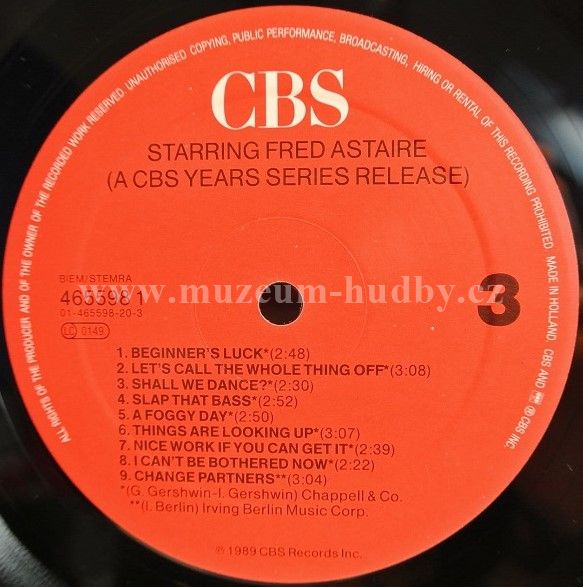 ALL RIGHTS OF THE PRODUCER AND OF THE OWNER OF THE RECORDED WORK RESERVED. UNAUTHORISED COPYING, PUBLIC PERFORMANCE, BROADCASTING, HIRING OR RENTAL OF THIS RECORDING PROHIBITED. MADE IN HOLLAND. CBS AND ℗ CBS INC
CBS
STARRING FRED ASTAIRE
(A CBS YEARS SERIES RELEASE)
BIEM/STEMRA
465598 1
01-465598-20-3
LC 0149
3
www.muzeum-hudby.cz
1. BEGINNER'S LUCK*(2:48)
2. LET'S CALL THE WHOLE THING OFF*(3:08)
3. SHALL WE DANCE?*(2:30)
4. SLAP THAT BASS*(2:52)
5. A FOGGY DAY*(2:50)
6. THINGS ARE LOOKING UP*(3:07)
7. NICE WORK IF YOU CAN GET IT*(2:39)
8. I CAN'T BE BOTHERED NOW*(2:22)
9. CHANGE PARTNERS**(3:04)
*(G. Gershwin-I. Gershwin) Chappell & Co.
**(I. Berlin) Irving Berlin Music Corp.
℗ 1989 CBS Records Inc.